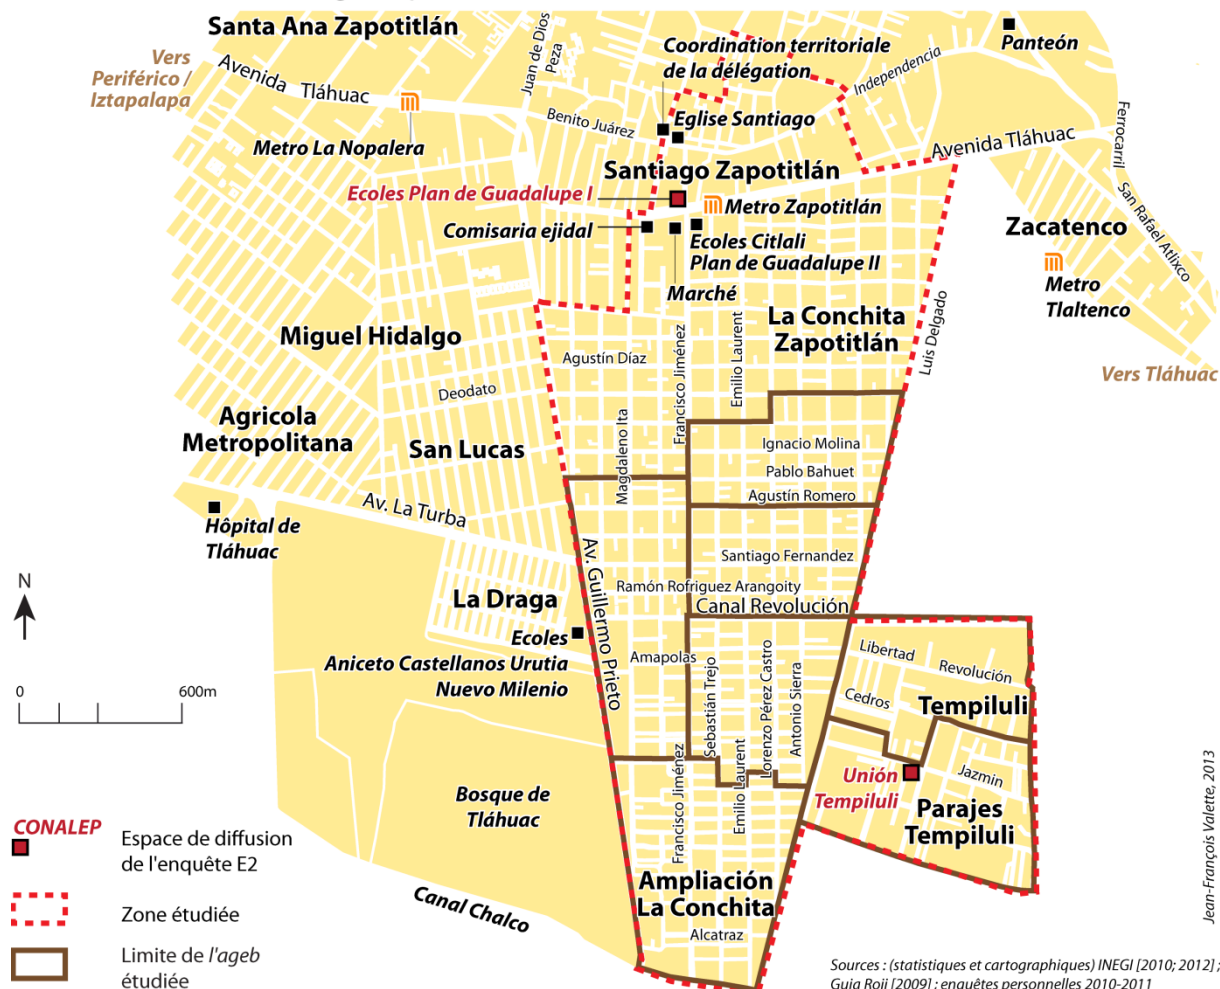 Santa Ana Zapotitlán
Vers
Periférico /
Iztapalapa
Avenida Tláhuac
Juan de Dios
Peza
Coordination territoriale
de la délégation
Panteón
Independencia
Benito Juárez
Eglise Santiago
Metro La Nopalera
Avenida Tláhuac
Ferrocarril
San Rafael Atlixco
Santiago Zapotitlán
Ecoles Plan de Guadalupe I
Metro Zapotitlán
Comisaria ejidal
Ecoles Citlali
Plan de Guadalupe II
Marché
Zacatenco
Metro
Tlaltenco
Vers Tláhuac
La Conchita
Zapotitlán
Luis Delgado
Miguel Hidalgo
Agustín Díaz
Francisco Jiménez
Emilio Laurent
Deodato
Agricola
Metropolitana
San Lucas
Magdaleno Ita
Ignacio Molina
Pablo Bahuet
Agustín Romero
Av. La Turba
Hôpital de
Tláhuac
Av. Guillermo Prieto
Santiago Fernandez
Ramón Rofriguez Arangoity
Canal Revolución
La Draga
Ecoles
Aniceto Castellanos Urutia
Nuevo Milenio
Amapolas
Sebastián Trejo
Lorenzo Pérez Castro
Antonio Sierra
Libertad
Revolución
Cedros
Tempiluli
N
0 600m
Francisco Jiménez
Emilio Laurent
Unión
Tempiluli
Jazmin
Parajes
Tempiluli
Bosque de
Tláhuac
Ampliación
La Conchita
Canal Chalco
Alcatraz
CONALEP
Espace de diffusion
de l'enquête E2
Zone étudiée
Limite de l'ageb
étudiée
Jean-François Valette, 2013
Sources : (statistiques et cartographiques) INEGI [2010; 2012] ;
Guia Roji [2009] ; enquêtes personnelles 2010-2011